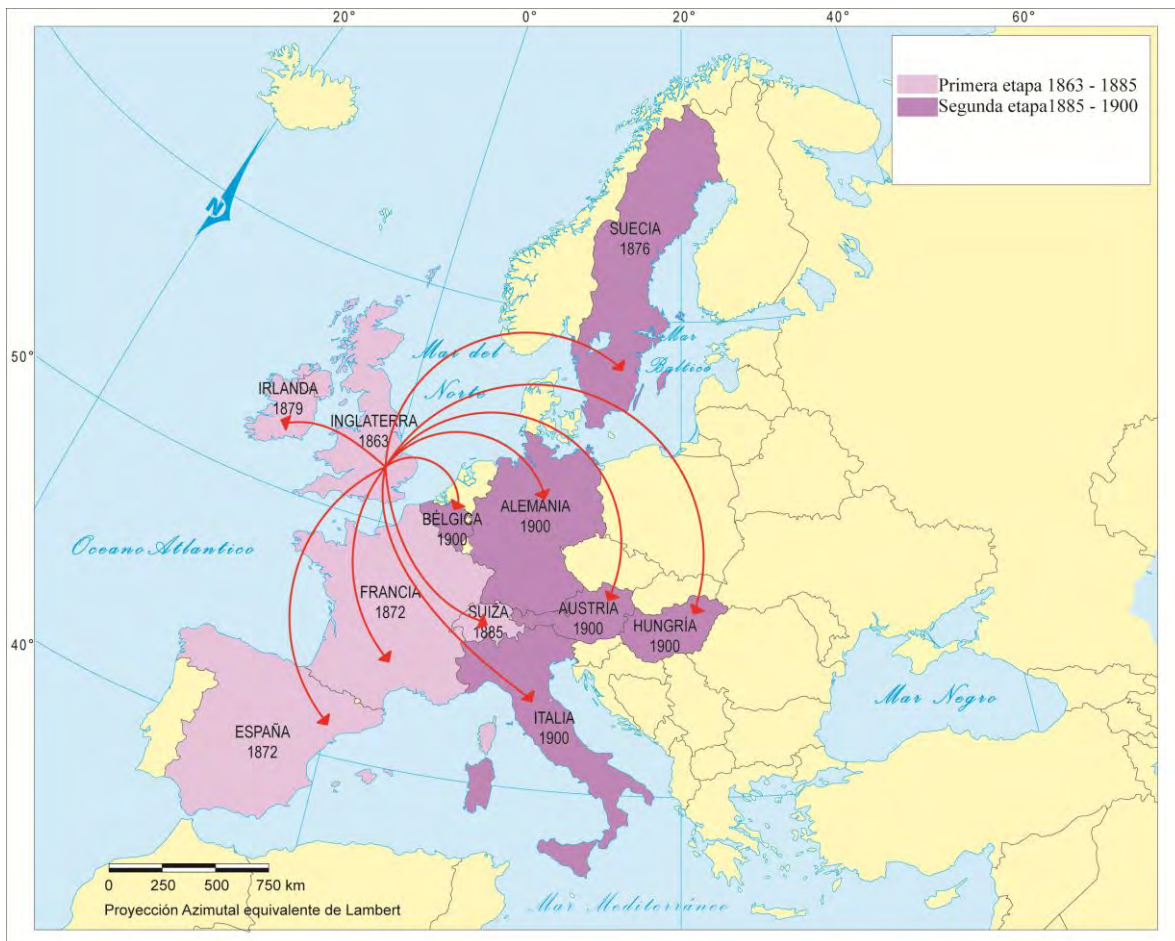 20°
0°
20°
40°
60°
Primera etapa 1863 - 1885
Segunda etapa1885 - 1900
N
SUECIA
1876
50°
Mar del
Norte
Mar
Baltico
IRLANDA
1879
INGLATERRA
1863
ALEMANIA
1900
BÉLGICA
1900
Oceano Atlantico
FRANCIA
1872
SUIZA
1885
AUSTRIA
1900
HUNGRÍA
1900
40°
Mar Negro
ESPAÑA
1872
ITALIA
1900
0 250 500 750 km
Proyección Azimutal equivalente de Lambert
Mar Mediterráneo